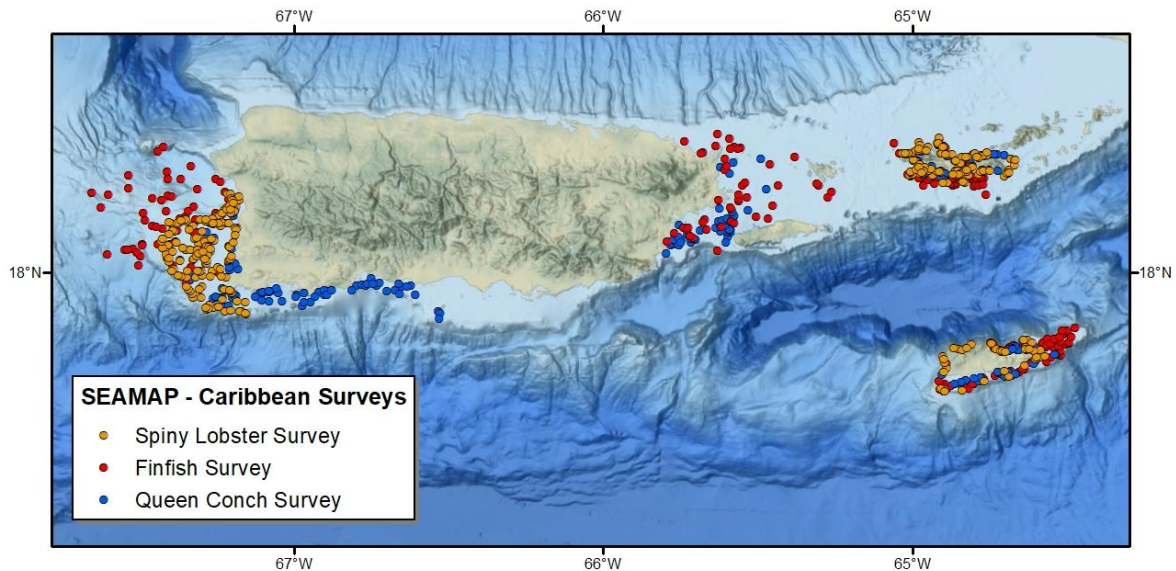 67°W 66°W 65°W
18°N 18°N
SEAMAP - Caribbean Surveys
Spiny Lobster Survey
Finfish Survey
Queen Conch Survey
67°W 66°W 65°W